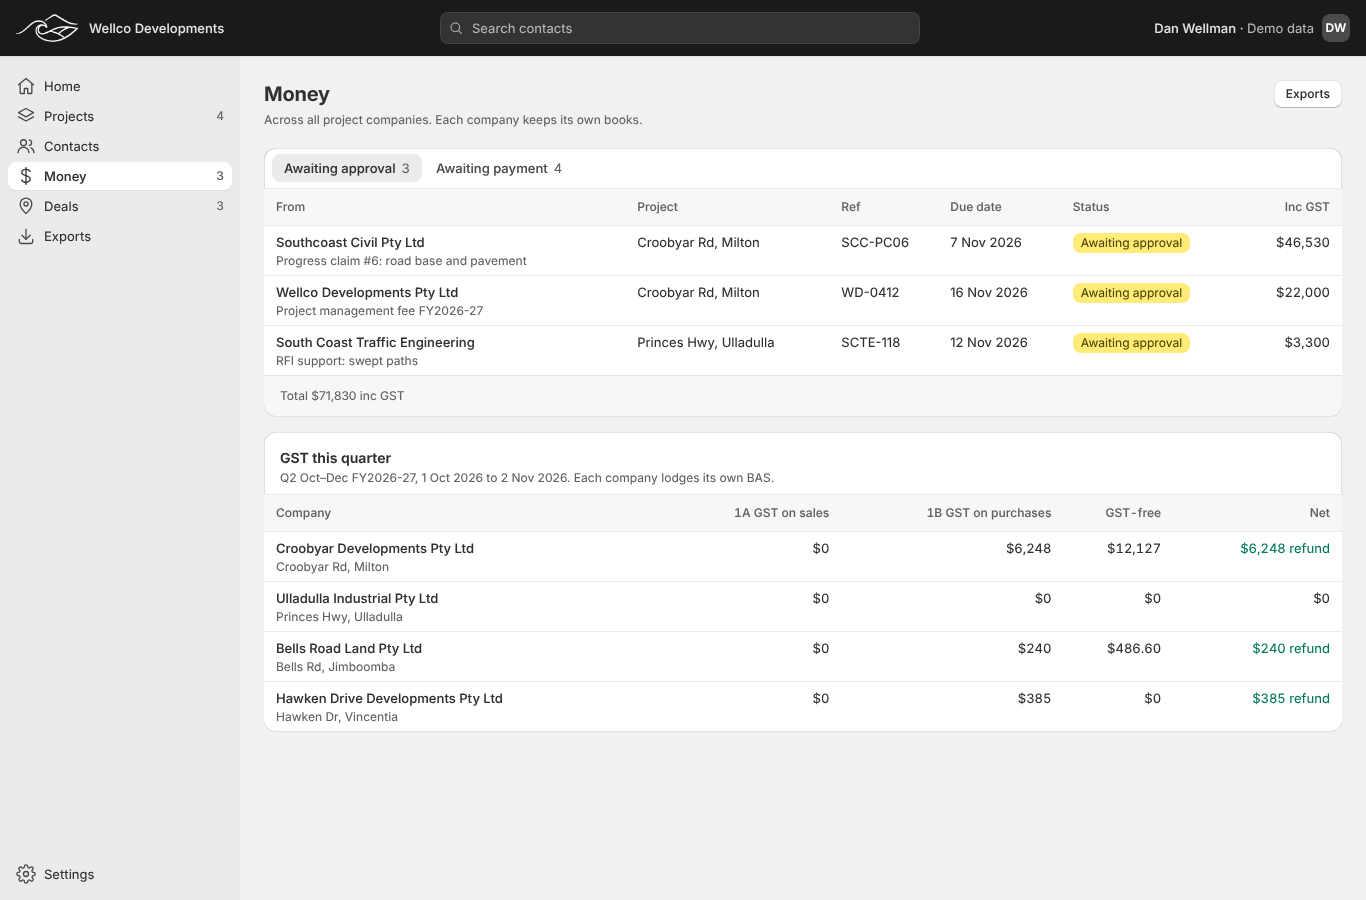 Wellco Developments
Search contacts
Dan Wellman · Demo data DW
Home
Projects 4
Contacts
Money 3
Deals 3
Exports
Settings
Money
Exports
Across all project companies. Each company keeps its own books.
Awaiting approval 3 Awaiting payment 4
From Project Ref Due date Status Inc GST
Southcoast Civil Pty Ltd Croobyar Rd, Milton SCC-PC06 7 Nov 2026 Awaiting approval $46,530
Progress claim #6: road base and pavement
Wellco Developments Pty Ltd Croobyar Rd, Milton WD-0412 16 Nov 2026 Awaiting approval $22,000
Project management fee FY2026-27
South Coast Traffic Engineering Princes Hwy, Ulladulla SCTE-118 12 Nov 2026 Awaiting approval $3,300
RFI support: swept paths
Total $71,830 inc GST
GST this quarter
Q2 Oct–Dec FY2026-27, 1 Oct 2026 to 2 Nov 2026. Each company lodges its own BAS.
Company 1A GST on sales 1B GST on purchases GST-free Net
Croobyar Developments Pty Ltd $0 $6,248 $12,127 $6,248 refund
Croobyar Rd, Milton
Ulladulla Industrial Pty Ltd $0 $0 $0 $0
Princes Hwy, Ulladulla
Bells Road Land Pty Ltd $0 $240 $486.60 $240 refund
Bells Rd, Jimboomba
Hawken Drive Developments Pty Ltd $0 $385 $0 $385 refund
Hawken Dr, Vincentia